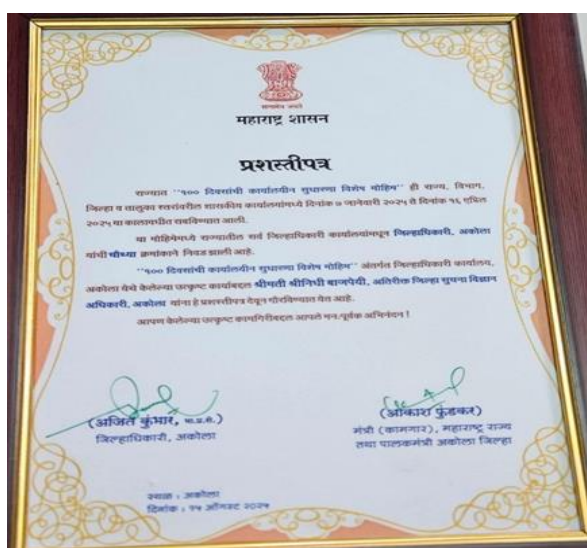 सत्यमेव जयते
महाराष्ट्र शासन
प्रशस्तीपत्र
राज्यात "१०० दिवसांची कार्यालयीन सुधारणा विशेष मोहिम" ही राज्य, विभाग,
जिल्हा व तालुका स्तरांवरील शासकीय कार्यालयांमध्ये दिनांक ७ जानेवारी २०२५ ते दिनांक १६ एप्रिल
२०२५ या कालावधीत राबविण्यात आली.
या मोहिमेमध्ये राज्यातील सर्व जिल्हाधिकारी कार्यालयांमधून जिल्हाधिकारी, अकोला
यांची चौथ्या क्रमांकाने निवड झाली आहे.
"१०० दिवसांची कार्यालयीन सुधारणा विशेष मोहिम" अंतर्गत जिल्हाधिकारी कार्यालय,
अकोला येथे केलेल्या उत्कृष्ट कार्याबद्दल श्रीमती श्रीनिधी बाजपेयी, अतिरीक्त जिल्हा सुचना विज्ञान
अधिकारी, अकोला यांना हे प्रशस्तीपत्र देवून गौरविण्यात येत आहे.
आपण केलेल्या उत्कृष्ट कामगिरीबद्दल आपले मनःपूर्वक अभिनंदन !
(अजित कुंभार, भा.प्र.से.)
जिल्हाधिकारी, अकोला
(आकाश फुंडकर)
मंत्री (कामगार), महाराष्ट्र राज्य
तथा पालकमंत्री अकोला जिल्हा
स्थळ : अकोला
दिनांक : १५ ऑगस्ट २०२५